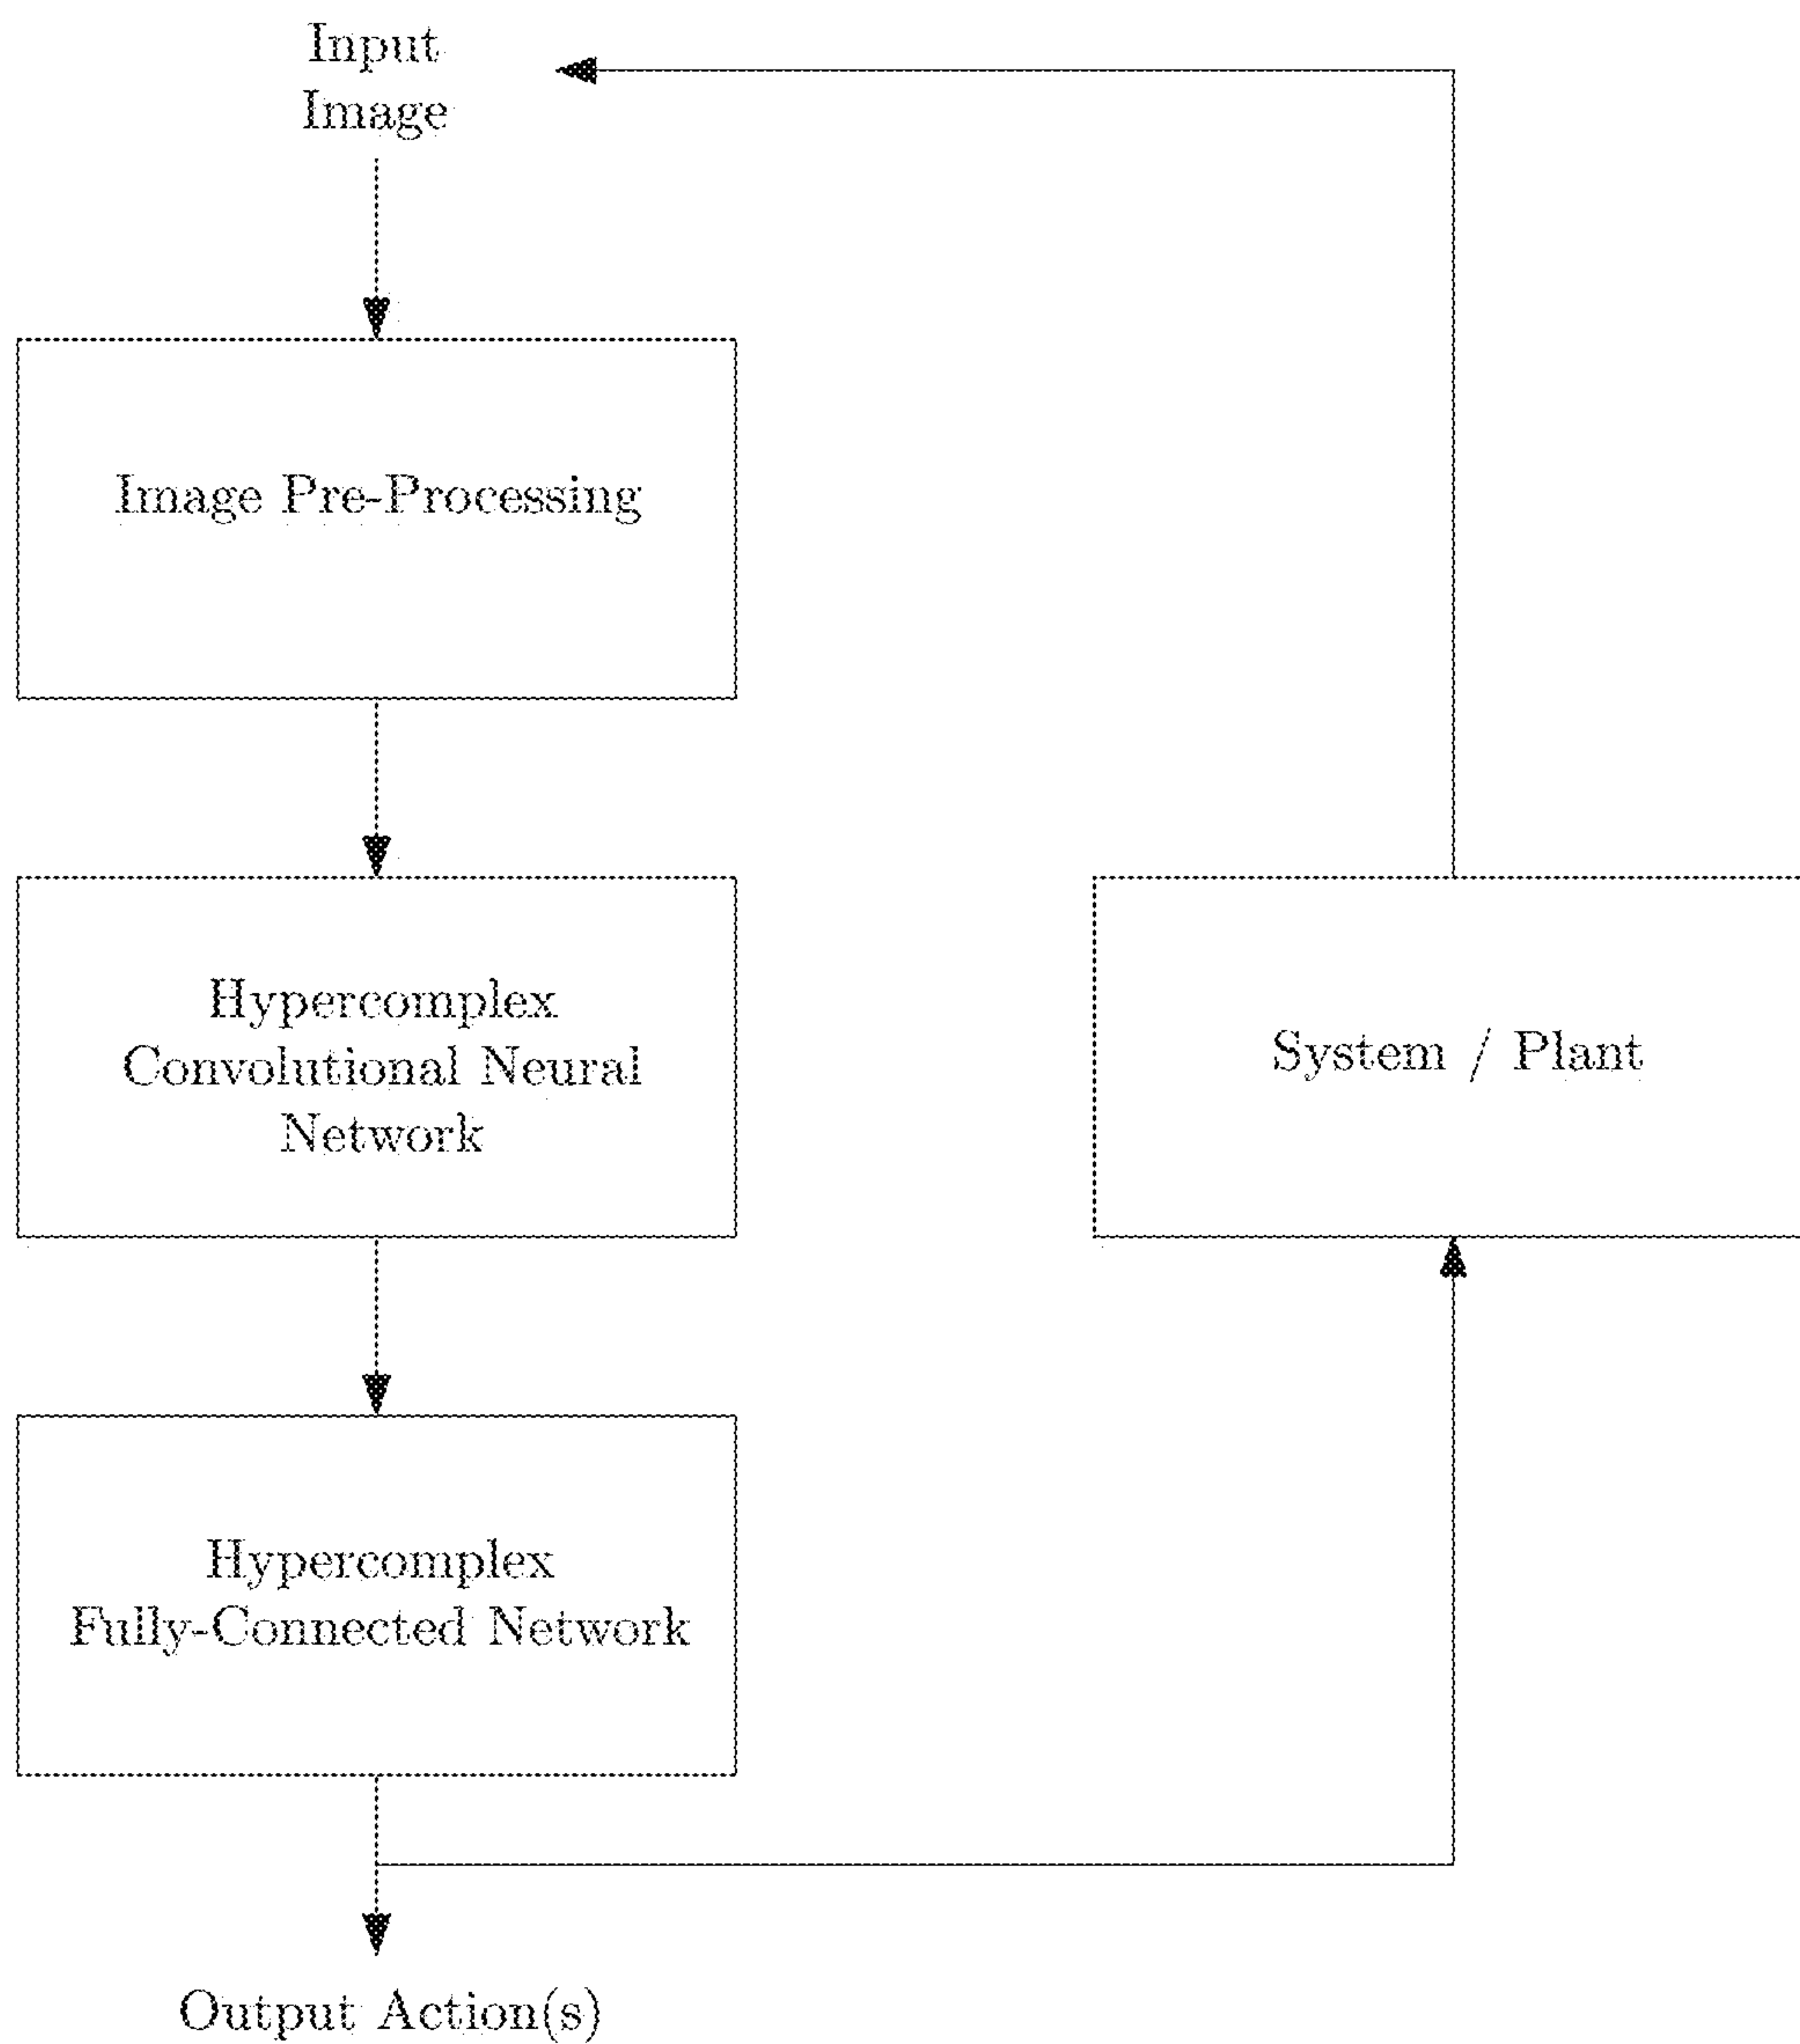 Input
Image
Image Pre-Processing
Hypercomplex
Convolutional Neural
Network
System / Plant
Hypercomplex
Fully-Connected Network
Output Action(s)